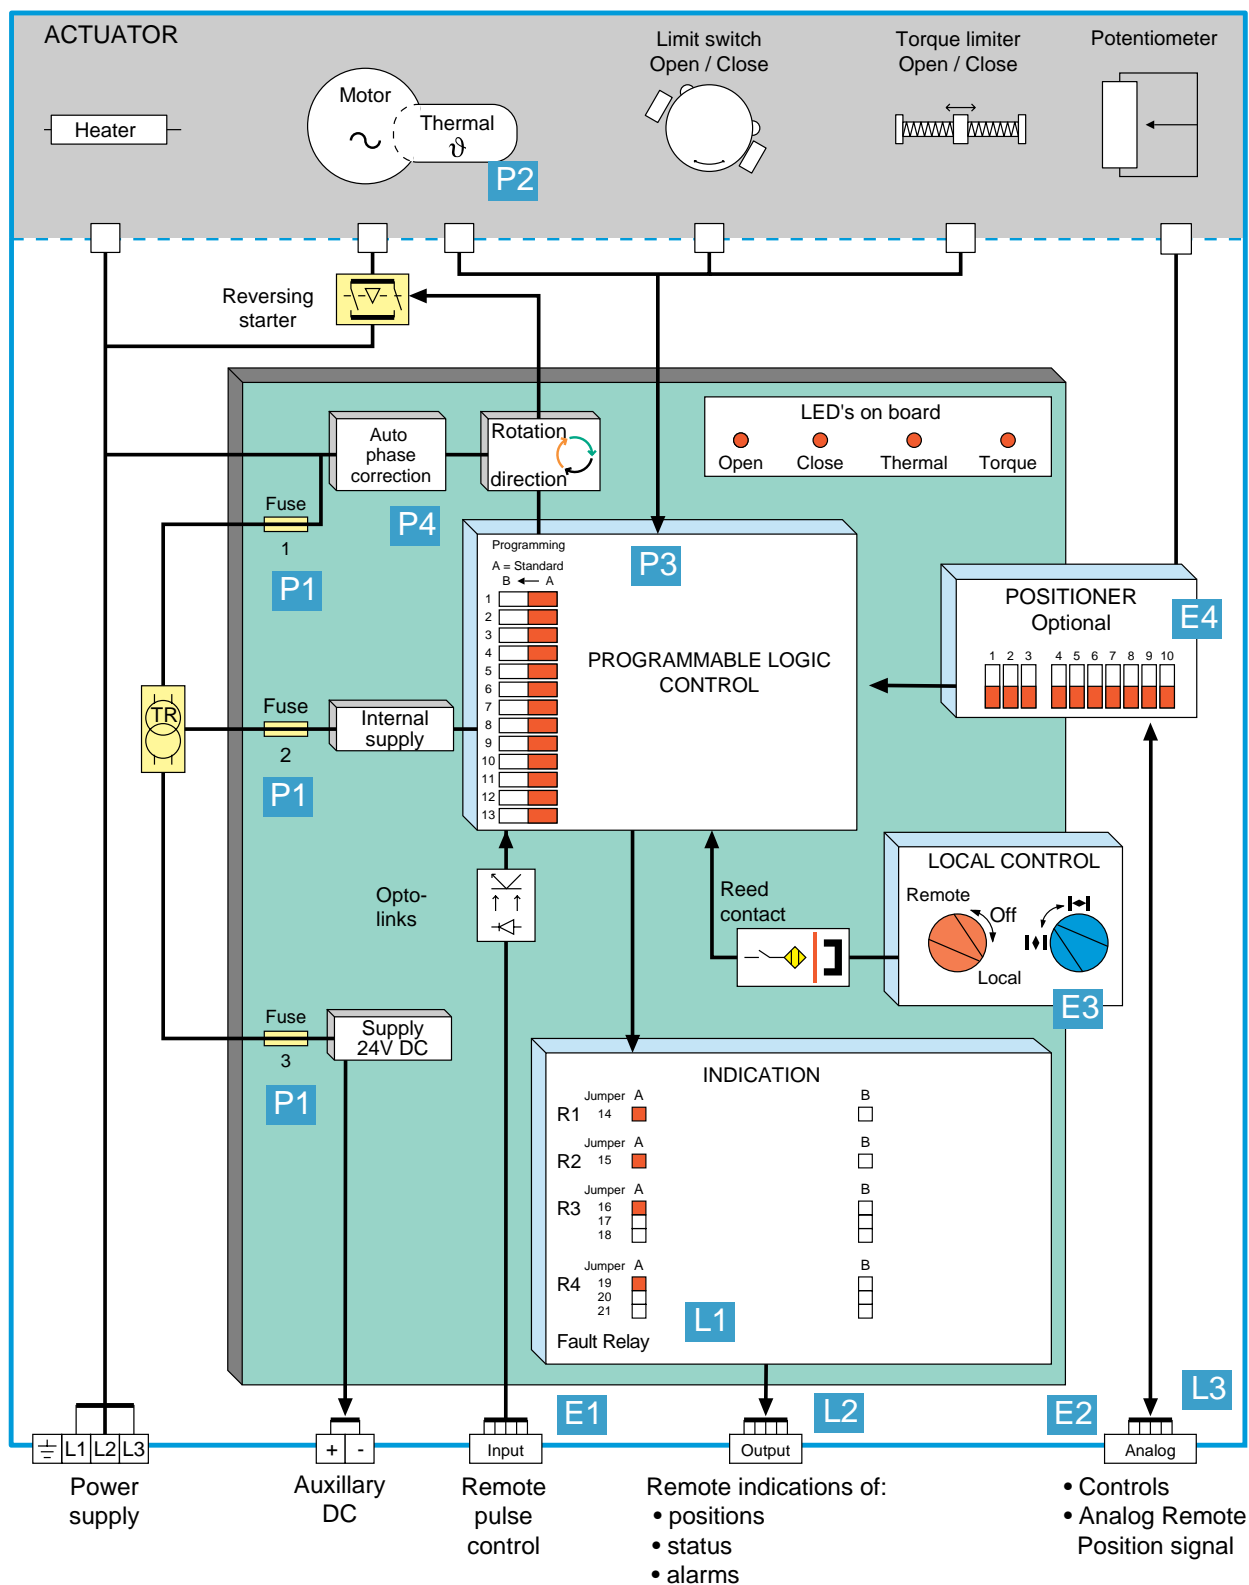 ACTUATOR
Heater
Motor
Thermal
ϑ
P2
Limit switch
Open / Close
Torque limiter
Open / Close
Potentiometer
Reversing
starter
Auto
phase
correction
P4
Rotation
direction
LED's on board
Open Close Thermal Torque
Fuse
1
P1
Programming
A = Standard
B A
1
2
3
4
5
6
7
8
9
10
11
12
13
P3
PROGRAMMABLE LOGIC
CONTROL
POSITIONER
Optional
E4
1 2 3 4 5 6 7 8 9 10
TR
Fuse
2
P1
Internal
supply
Opto-
links
Reed
contact
LOCAL CONTROL
Remote
Off
Local
E3
Fuse
3
P1
Supply
24V DC
INDICATION
Jumper A B
R1 14
Jumper A B
R2 15
Jumper A B
R3 16
17
18
Jumper A B
R4 19
20
21
L1
Fault Relay
E1
L2
E2
L3
L1 L2 L3
+ -
Input
Output
Analog
Power
supply
Auxillary
DC
Remote
pulse
control
Remote indications of:
• positions
• status
• alarms
• Controls
• Analog Remote
Position signal